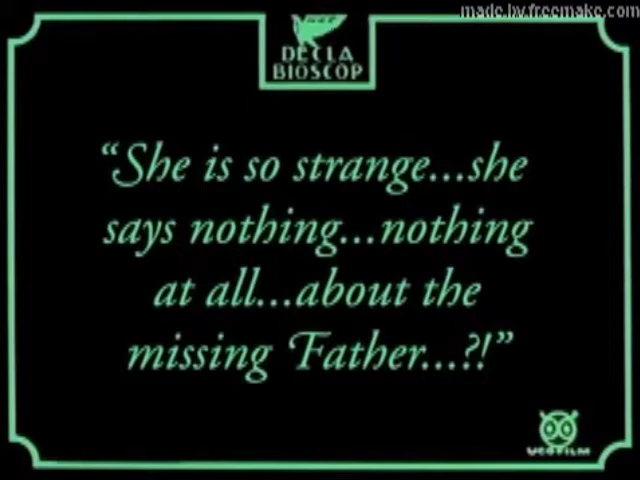 made.by.freemake.com
DECLA
BIOSCOP
“She is so strange...she
says nothing...nothing
at all...about the
missing Father...?!”